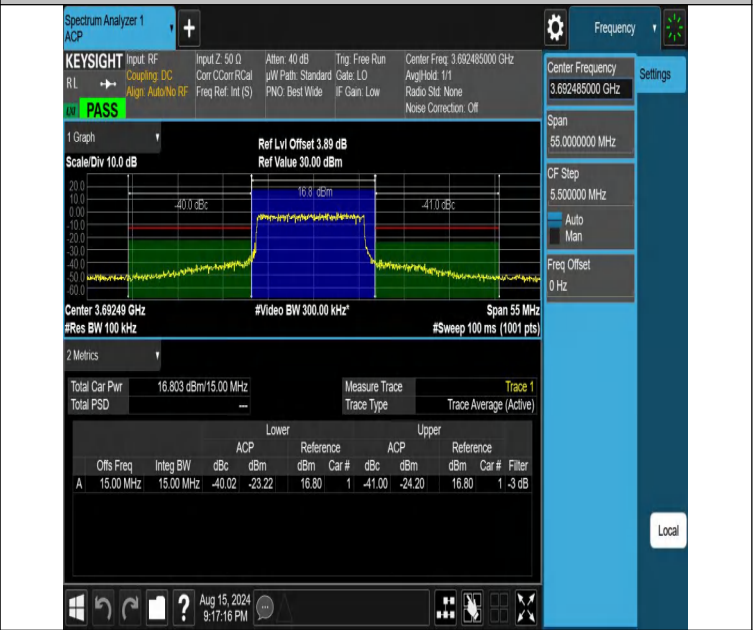 Spectrum Analyzer 1
ACP
+
Frequency
KEYSIGHT
RL
PASS
Input: RF
Coupling: DC
Align: Auto/No RF
Input Z: 50 Ω
Corr CCorr RCal
Freq Ref: Int (S)
Atten: 40 dB
µW Path: Standard
PNO: Best Wide
Trig: Free Run
Gate: LO
IF Gain: Low
Center Freq: 3.692485000 GHz
Avg|Hold: 1/1
Radio Std: None
Noise Correction: Off
Center Frequency
3.692485000 GHz
Settings
Span
55.0000000 MHz
CF Step
5.500000 MHz
Auto
Man
Freq Offset
0 Hz
1 Graph
Scale/Div 10.0 dB
Ref Lvl Offset 3.89 dB
Ref Value 30.00 dBm
20.0
10.0
0.00
-10.0
-20.0
-30.0
-40.0
-50.0
-60.0
-40.0 dBc
16.8 dBm
-41.0 dBc
Center 3.69249 GHz
#Video BW 300.00 kHz*
Span 55 MHz
#Res BW 100 kHz
#Sweep 100 ms (1001 pts)
2 Metrics
Total Car Pwr 16.803 dBm/15.00 MHz
Total PSD ---
Measure Trace Trace 1
Trace Type Trace Average (Active)
Lower Upper
ACP Reference ACP Reference
Offs Freq Integ BW dBc dBm dBm Car # dBc dBm dBm Car # Filter
A 15.00 MHz 15.00 MHz -40.02 -23.22 16.80 1 -41.00 -24.20 16.80 1 -3 dB
Local
?
Aug 15, 2024
9:17:16 PM